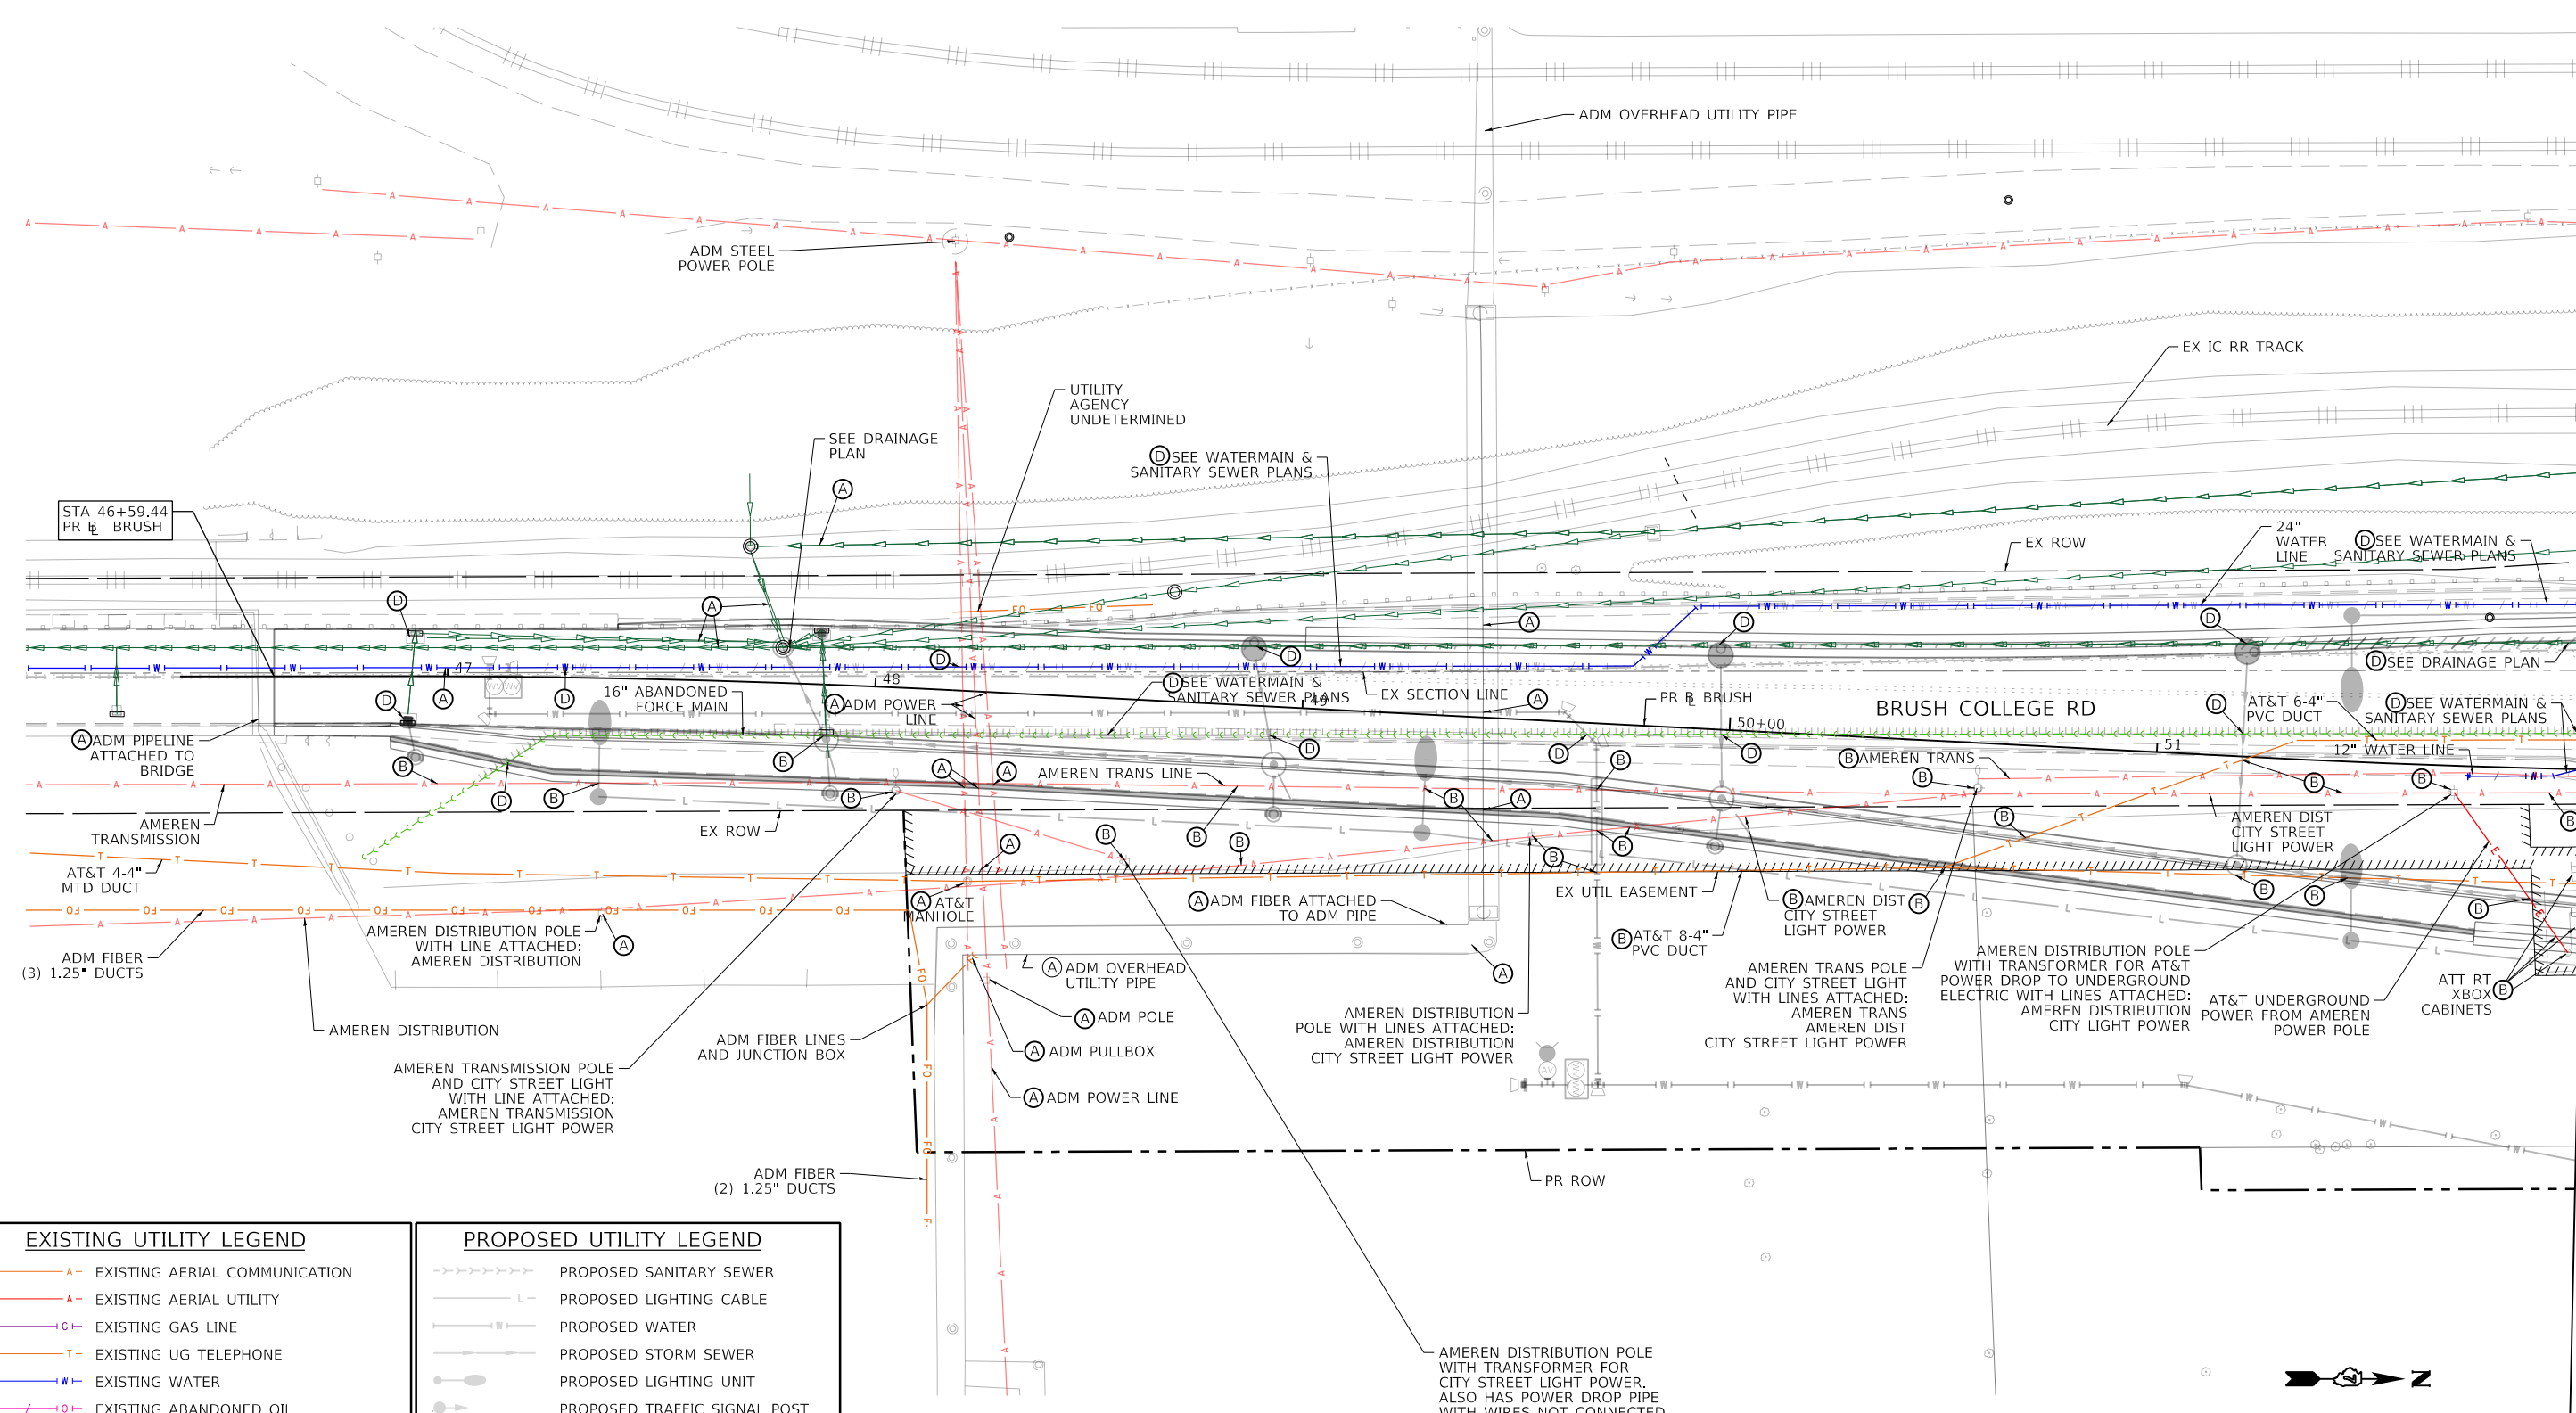 ADM OVERHEAD UTILITY PIPE
ADM STEEL
POWER POLE
EX IC RR TRACK
UTILITY
AGENCY
UNDETERMINED
SEE DRAINAGE
PLAN
A
D SEE WATERMAIN &
SANITARY SEWER PLANS
STA 46+59.44
PR B BRUSH
24"
WATER
LINE
D SEE WATERMAIN &
SANITARY SEWER PLANS
EX ROW
D
A
FO FO
A
D
D
D
D
D
D SEE DRAINAGE PLAN
47
48
49
50+00
51
D
A
D
16" ABANDONED
FORCE MAIN
A ADM POWER
LINE
D SEE WATERMAIN &
SANITARY SEWER PLANS
EX SECTION LINE
A
PR B BRUSH
BRUSH COLLEGE RD
D
AT&T 6-4"
PVC DUCT
D SEE WATERMAIN &
SANITARY SEWER PLANS
A ADM PIPELINE
ATTACHED TO
BRIDGE
B
B
D
D
D
12" WATER LINE
B
D
B
B
A
A
AMEREN TRANS LINE
B
B
A
B AMEREN TRANS
B
B
B
AMEREN
TRANSMISSION
EX ROW
A
B
B
B
B
B
B
AMEREN DIST
CITY STREET
LIGHT POWER
B
AT&T 4-4"
MTD DUCT
A AT&T
MANHOLE
A ADM FIBER ATTACHED
TO ADM PIPE
EX UTIL EASEMENT
B AMEREN DIST
CITY STREET
LIGHT POWER
B
B
B
B
AMEREN DISTRIBUTION POLE
WITH LINE ATTACHED:
AMEREN DISTRIBUTION
A
B AT&T 8-4"
PVC DUCT
ADM FIBER
(3) 1.25" DUCTS
A ADM OVERHEAD
UTILITY PIPE
A
AMEREN TRANS POLE
AND CITY STREET LIGHT
WITH LINES ATTACHED:
AMEREN TRANS
AMEREN DIST
CITY STREET LIGHT POWER
AMEREN DISTRIBUTION POLE
WITH TRANSFORMER FOR AT&T
POWER DROP TO UNDERGROUND
ELECTRIC WITH LINES ATTACHED:
AMEREN DISTRIBUTION
CITY LIGHT POWER
AT&T UNDERGROUND
POWER FROM AMEREN
POWER POLE
ATT RT
XBOX
CABINETS
B
AMEREN DISTRIBUTION
A ADM POLE
AMEREN DISTRIBUTION
POLE WITH LINES ATTACHED:
AMEREN DISTRIBUTION
CITY STREET LIGHT POWER
ADM FIBER LINES
AND JUNCTION BOX
A ADM PULLBOX
AMEREN TRANSMISSION POLE
AND CITY STREET LIGHT
WITH LINE ATTACHED:
AMEREN TRANSMISSION
CITY STREET LIGHT POWER
AV
A ADM POWER LINE
ADM FIBER
(2) 1.25" DUCTS
PR ROW
EXISTING UTILITY LEGEND
A EXISTING AERIAL COMMUNICATION
A EXISTING AERIAL UTILITY
G EXISTING GAS LINE
T EXISTING UG TELEPHONE
W EXISTING WATER
O EXISTING ABANDONED OIL
PROPOSED UTILITY LEGEND
PROPOSED SANITARY SEWER
L PROPOSED LIGHTING CABLE
W PROPOSED WATER
PROPOSED STORM SEWER
PROPOSED LIGHTING UNIT
PROPOSED TRAFFIC SIGNAL POST
AMEREN DISTRIBUTION POLE
WITH TRANSFORMER FOR
CITY STREET LIGHT POWER.
ALSO HAS POWER DROP PIPE
WITH WIRES NOT CONNECTED
N